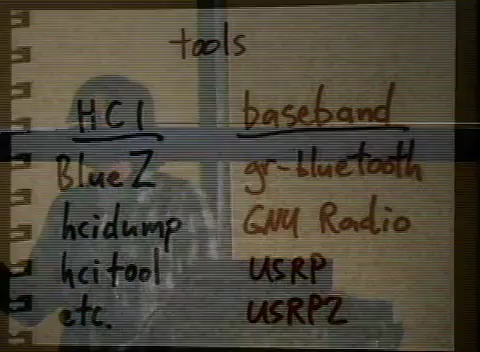 tools
HCI baseband
BlueZ gr-bluetooth
hcidump GNU Radio
hcitool USRP
etc. USRP2